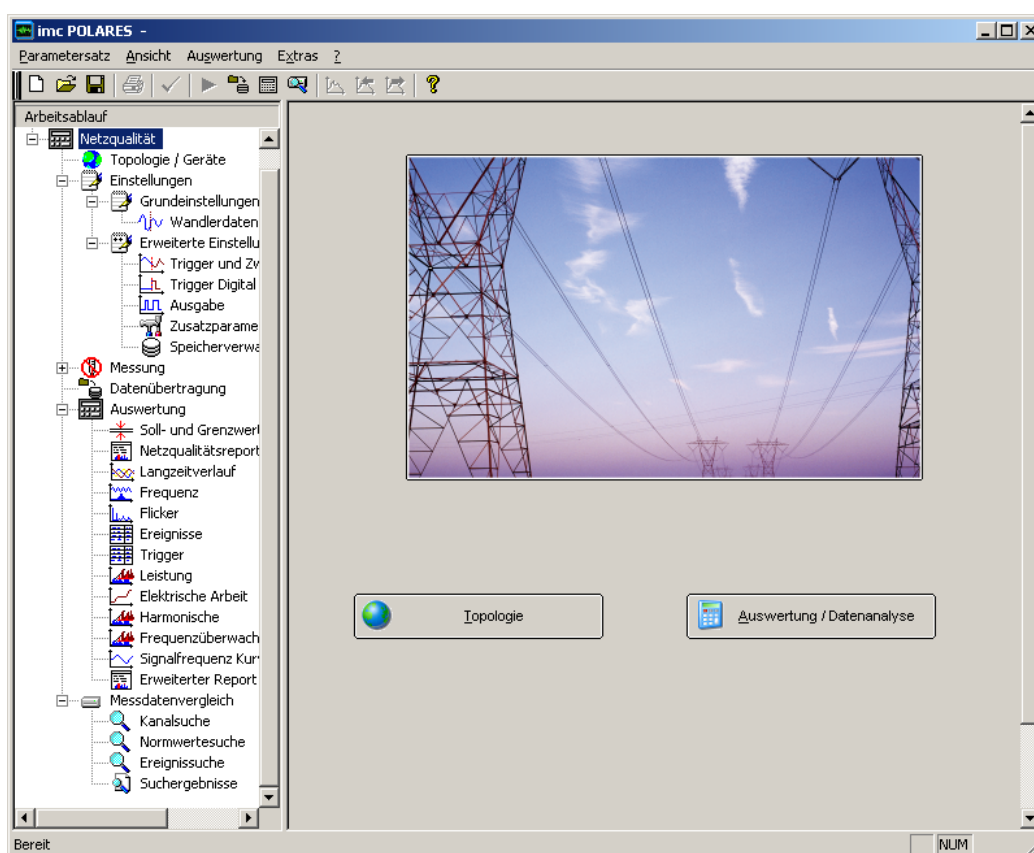 imc POLARES -
Parametersatz Ansicht Auswertung Extras ?
Arbeitsablauf
Netzqualität
Topologie / Geräte
Einstellungen
Grundeinstellungen
Wandlerdaten
Erweiterte Einstellu
Trigger und Zw
Trigger Digital
Ausgabe
Zusatzparame
Speicherverwa
Messung
Datenübertragung
Auswertung
Soll- und Grenzwert
Netzqualitätsreport
Langzeitverlauf
Frequenz
Flicker
Ereignisse
Trigger
Leistung
Elektrische Arbeit
Harmonische
Frequenzüberwach
Signalfrequenz Kur
Erweiterter Report
Messdatenvergleich
Kanalsuche
Normwertesuche
Ereignissuche
Suchergebnisse
Topologie
Auswertung / Datenanalyse
Bereit
NUM